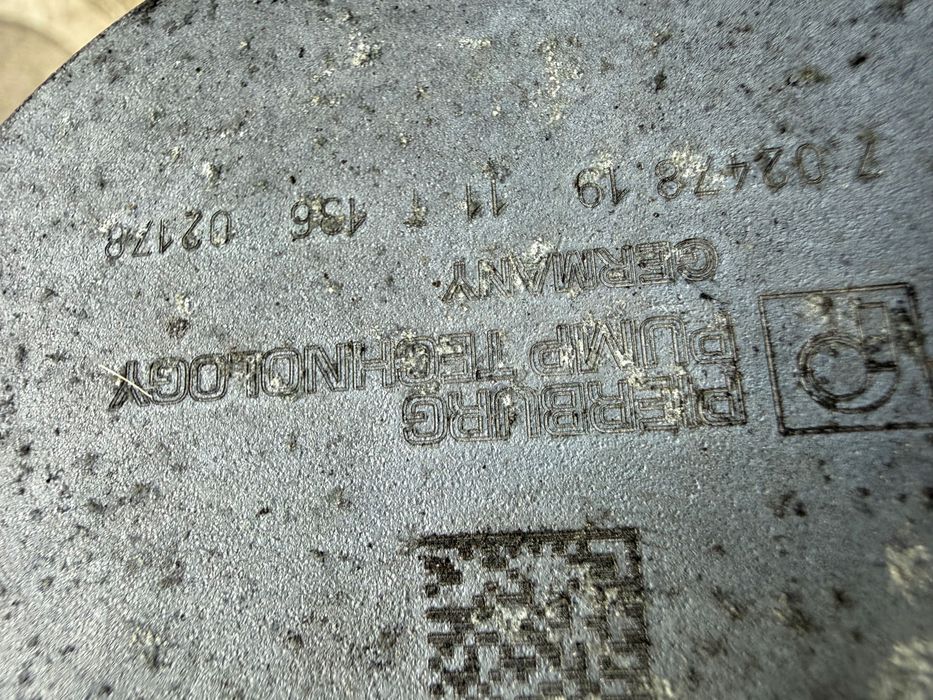 PIERBURG
PUMP TECHNOLOGY
GERMANY
7.02478.19 11 136 02178